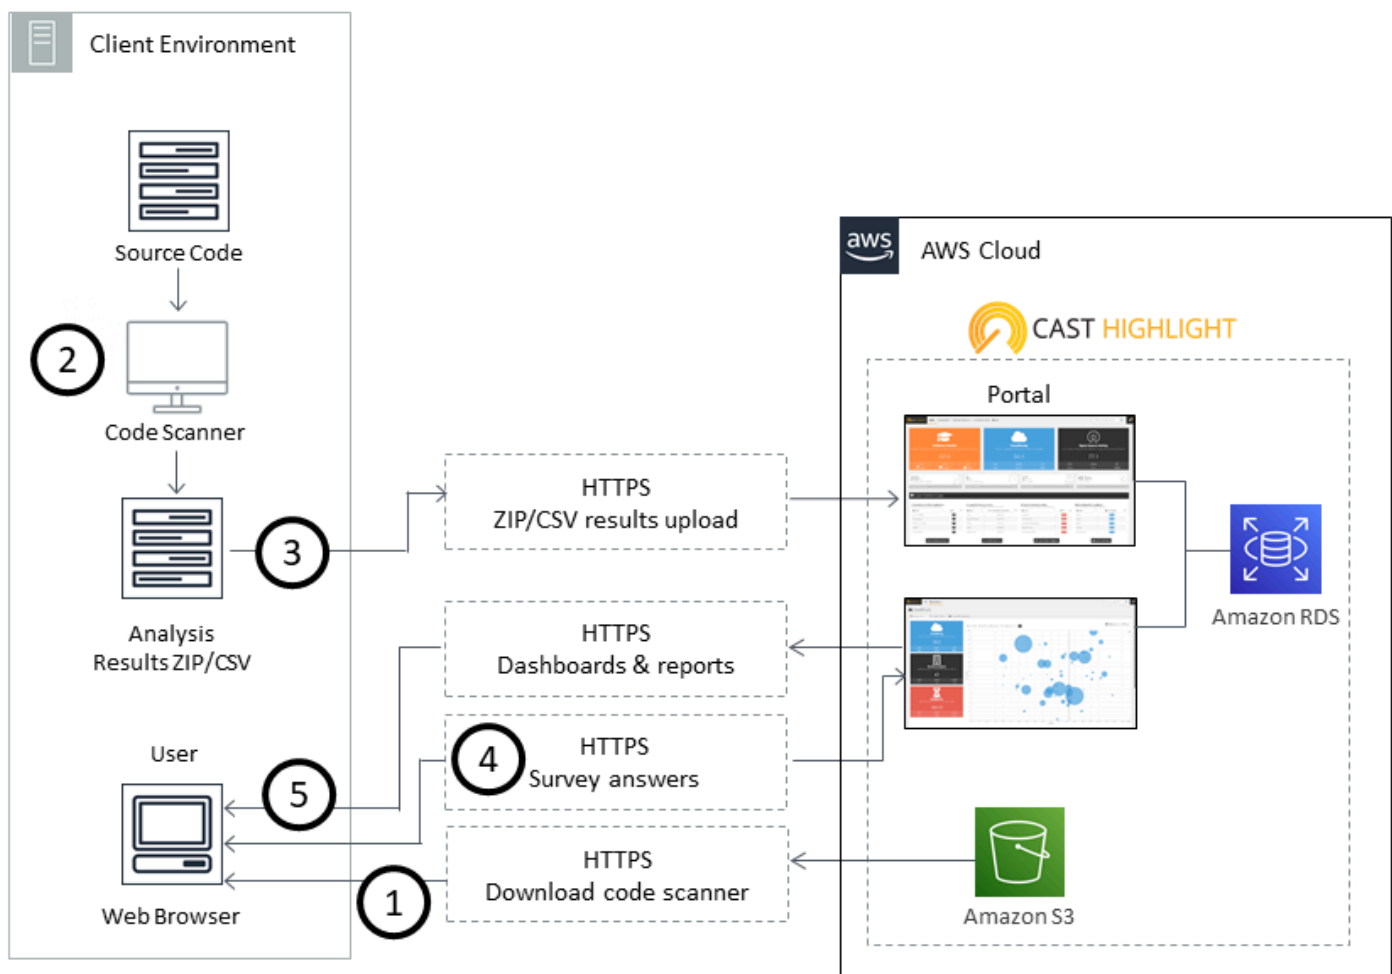 Client Environment
Source Code
2
Code Scanner
3
Analysis
Results ZIP/CSV
User
5
Web Browser
1
HTTPS
ZIP/CSV results upload
HTTPS
Dashboards & reports
4
HTTPS
Survey answers
HTTPS
Download code scanner
aws
AWS Cloud
CAST HIGHLIGHT
Portal
Amazon RDS
Amazon S3